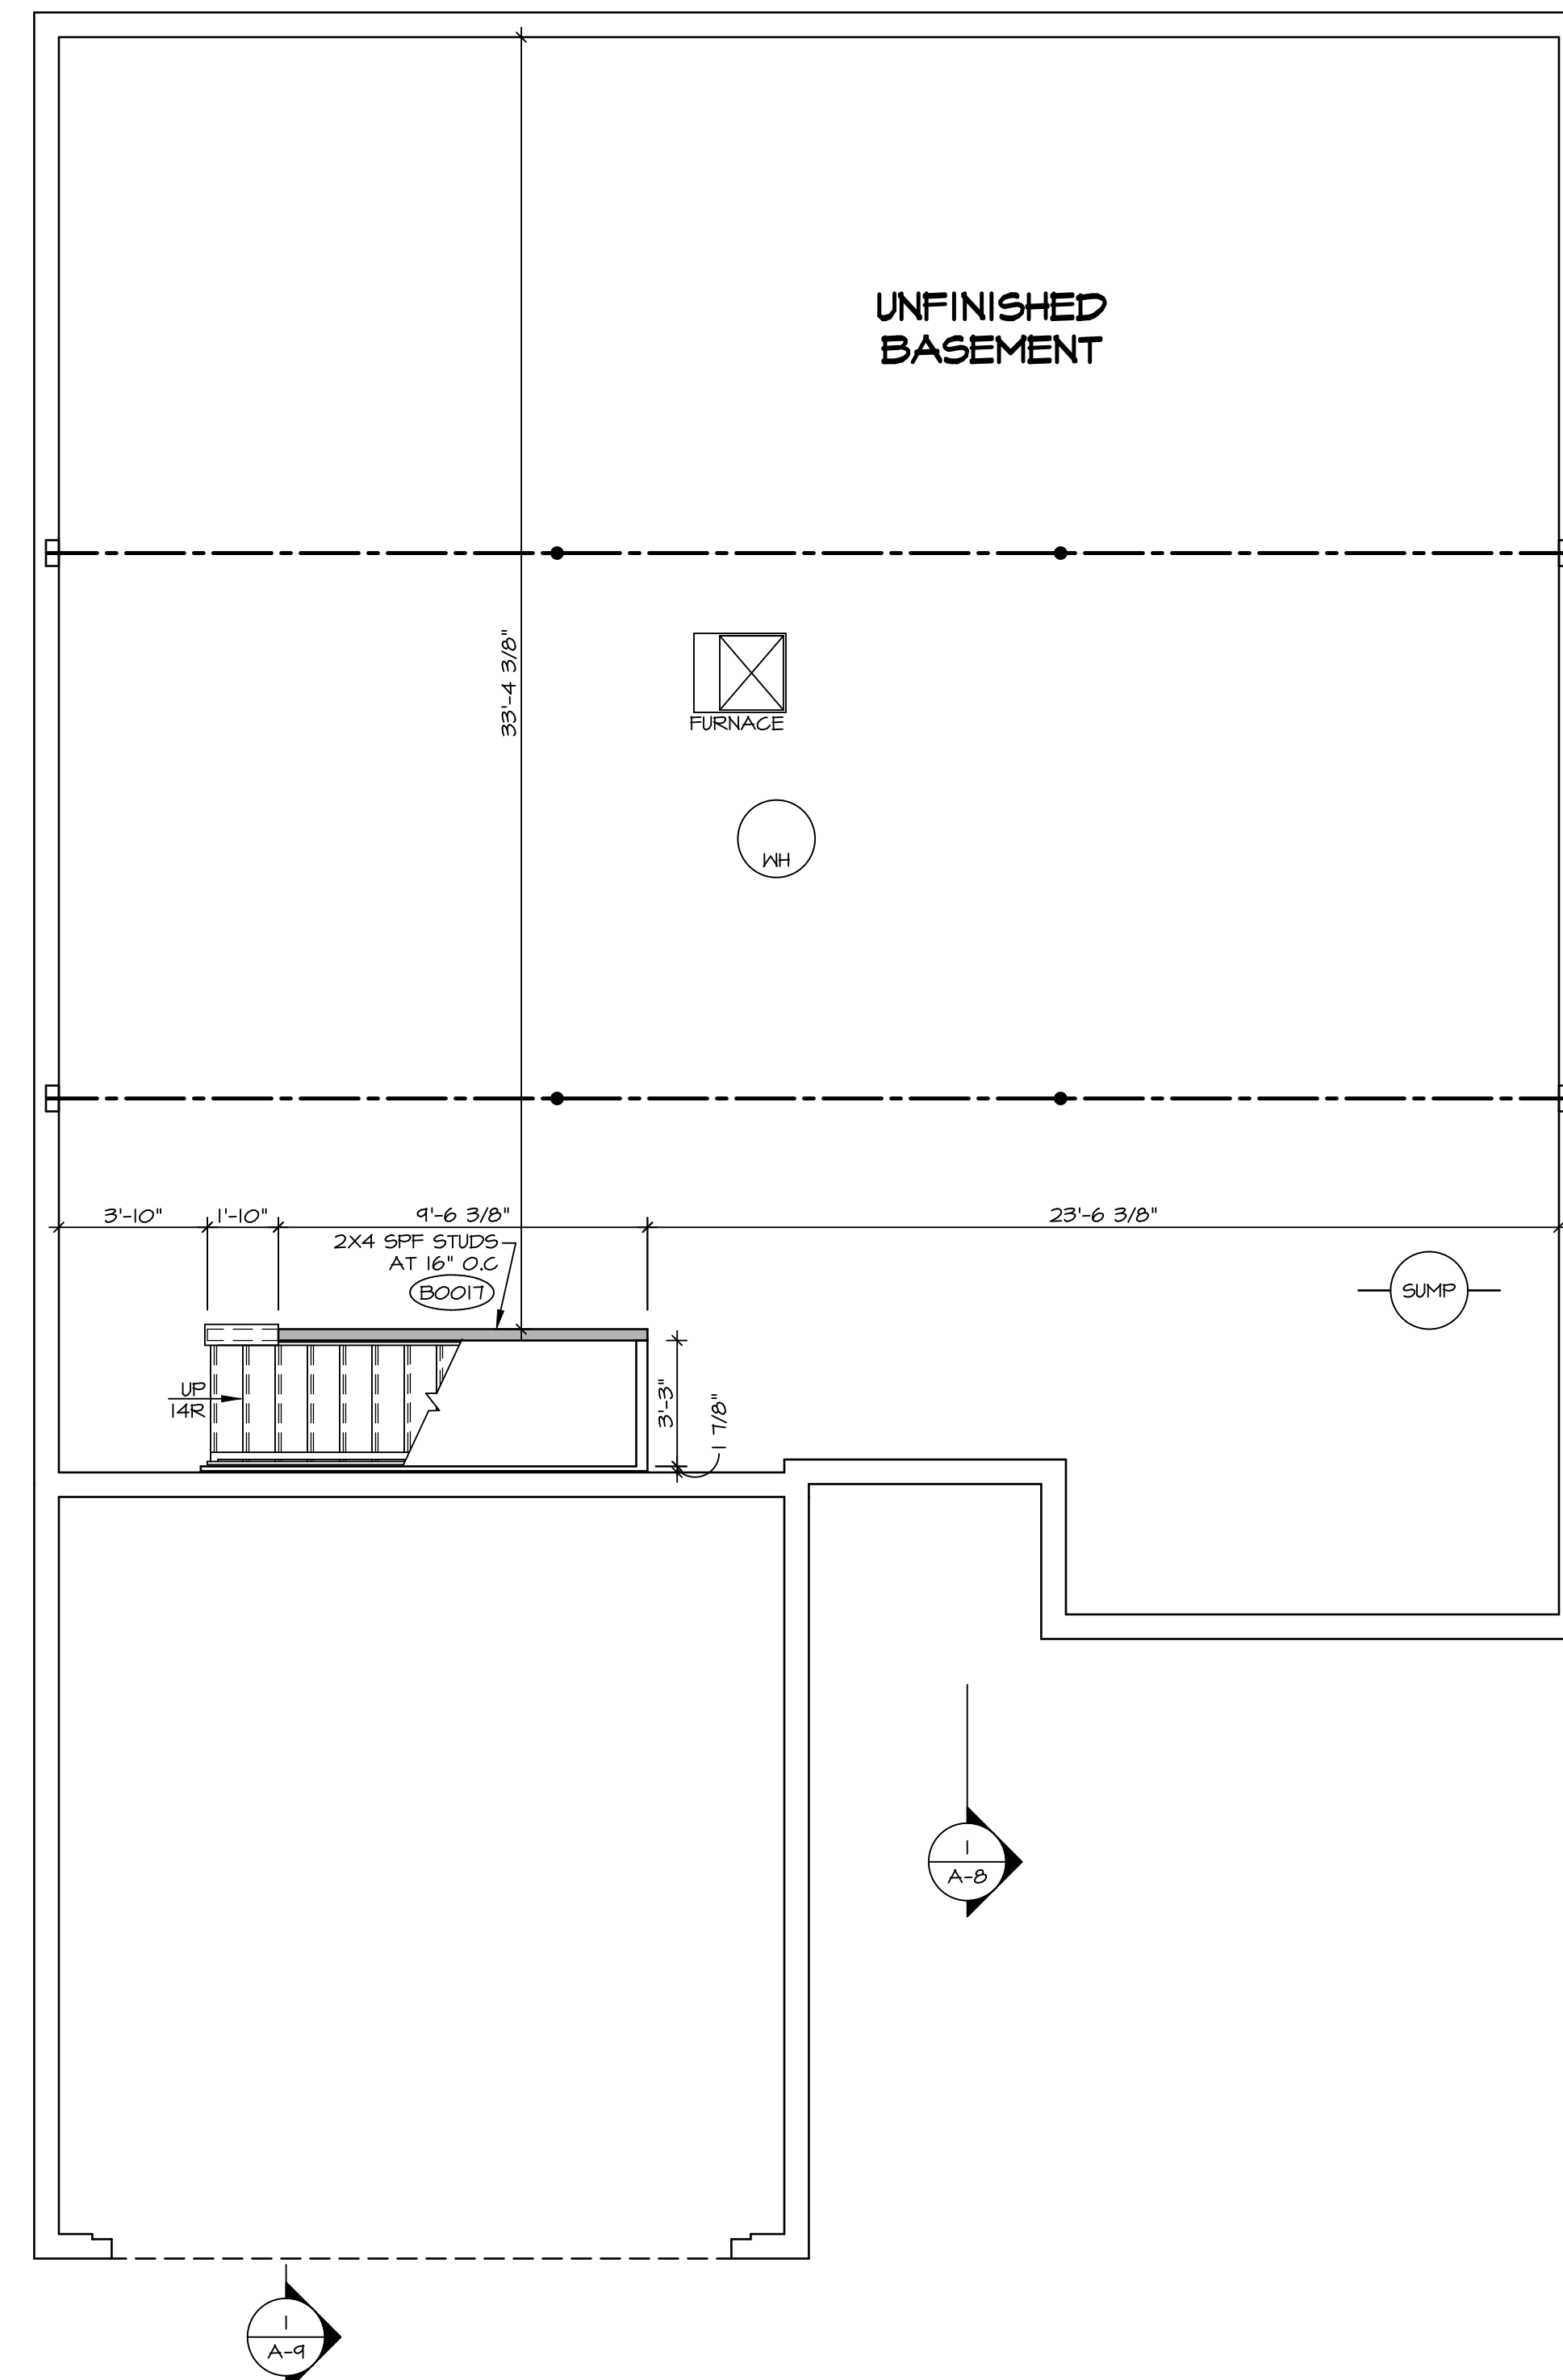 UNFINISHED
BASEMENT
33'-4 3/8"
FURNACE
WH
3'-10"
1'-10"
9'-6 3/8"
23'-6 3/8"
2X4 SPF STUDS
AT 16" O.C
B0017
SUMP
UP
14R
3'-3"
1 7/8"
1
A-8
1
A-9